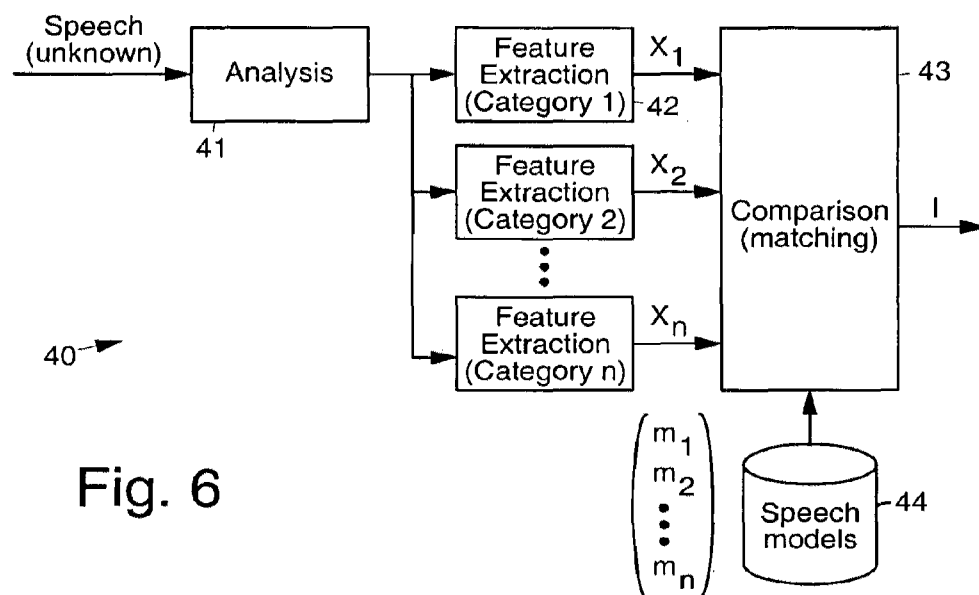 Speech
(unknown)
Analysis
41
Feature
Extraction
(Category 1)
42
X1
Feature
Extraction
(Category 2)
X2
Feature
Extraction
(Category n)
Xn
Comparison
(matching)
43
I
40
Fig. 6
m1
m2
mn
Speech
models
44